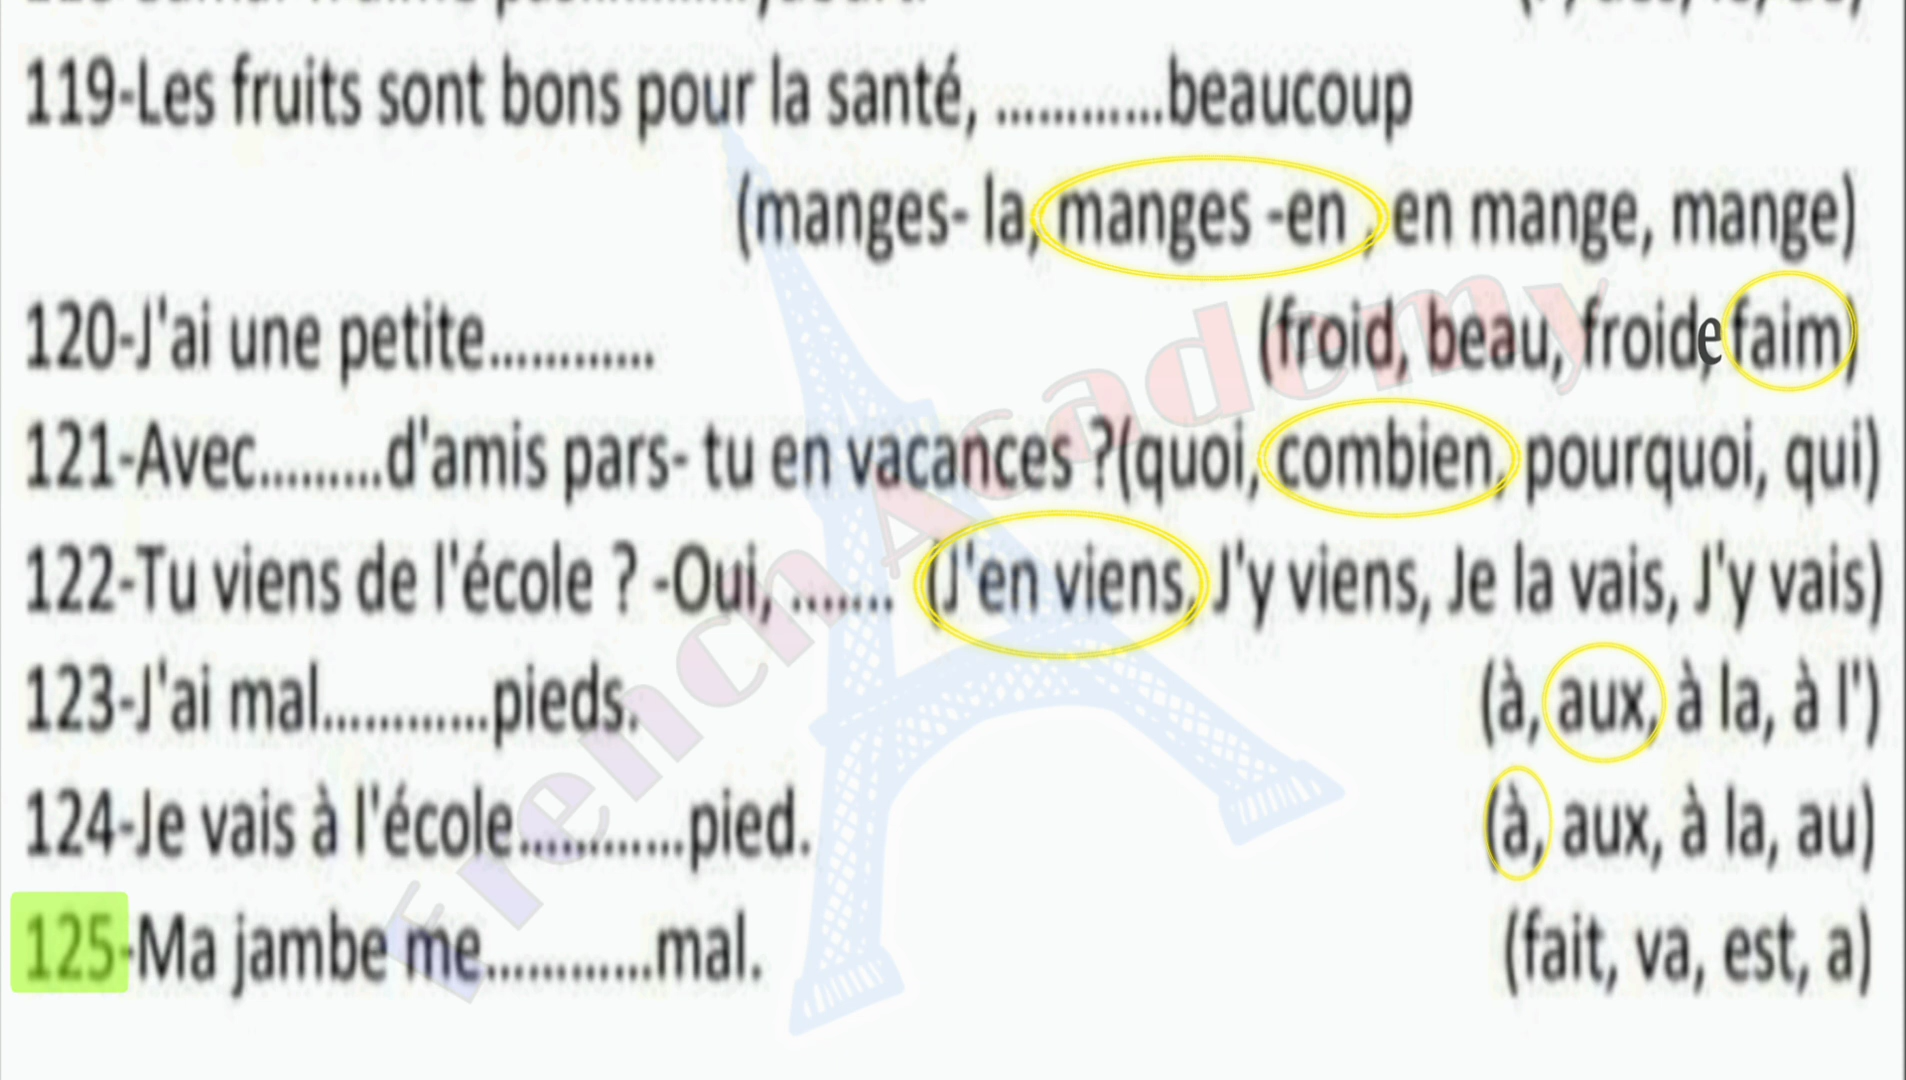 119-Les fruits sont bons pour la santé, ............beaucoup
(manges- la, manges -en , en mange, mange)
120-J'ai une petite............ (froid, beau, froide, faim)
121-Avec.........d'amis pars- tu en vacances ?(quoi, combien, pourquoi, qui)
122-Tu viens de l'école ? -Oui, ........ (J'en viens, J'y viens, Je la vais, J'y vais)
123-J'ai mal............pieds. (à, aux, à la, à l')
124-Je vais à l'école............pied. (à, aux, à la, au)
125-Ma jambe me............mal. (fait, va, est, a)
French Academy